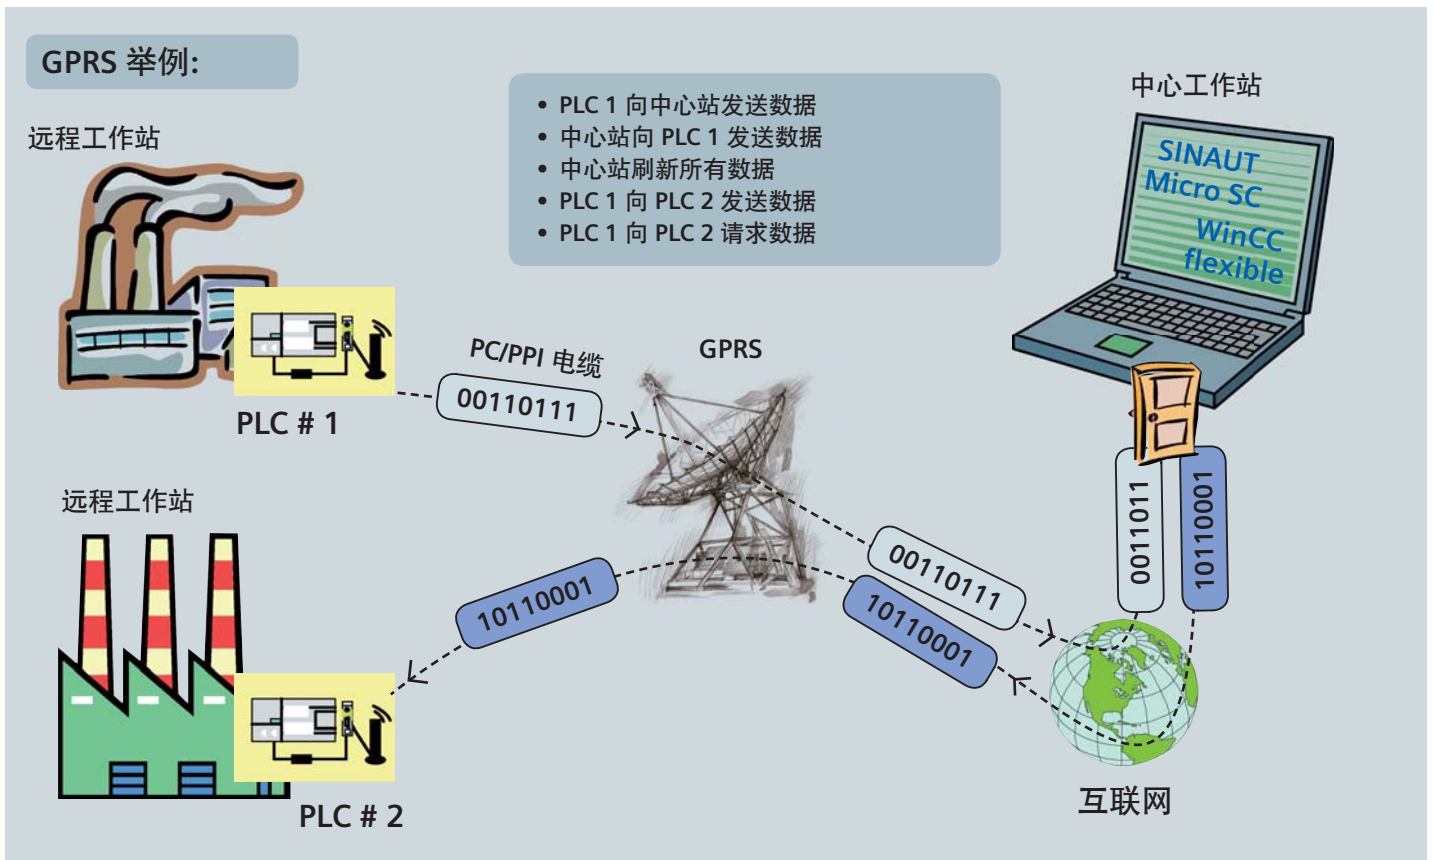 GPRS 举例:
远程工作站
• PLC 1 向中心站发送数据
• 中心站向 PLC 1 发送数据
• 中心站刷新所有数据
• PLC 1 向 PLC 2 发送数据
• PLC 1 向 PLC 2 请求数据
中心工作站
SINAUT
Micro SC
WinCC
flexible
PC/PPI 电缆
00110111
GPRS
PLC # 1
远程工作站
10110001
00110111
10110001
0011011
10110001
PLC # 2
互联网